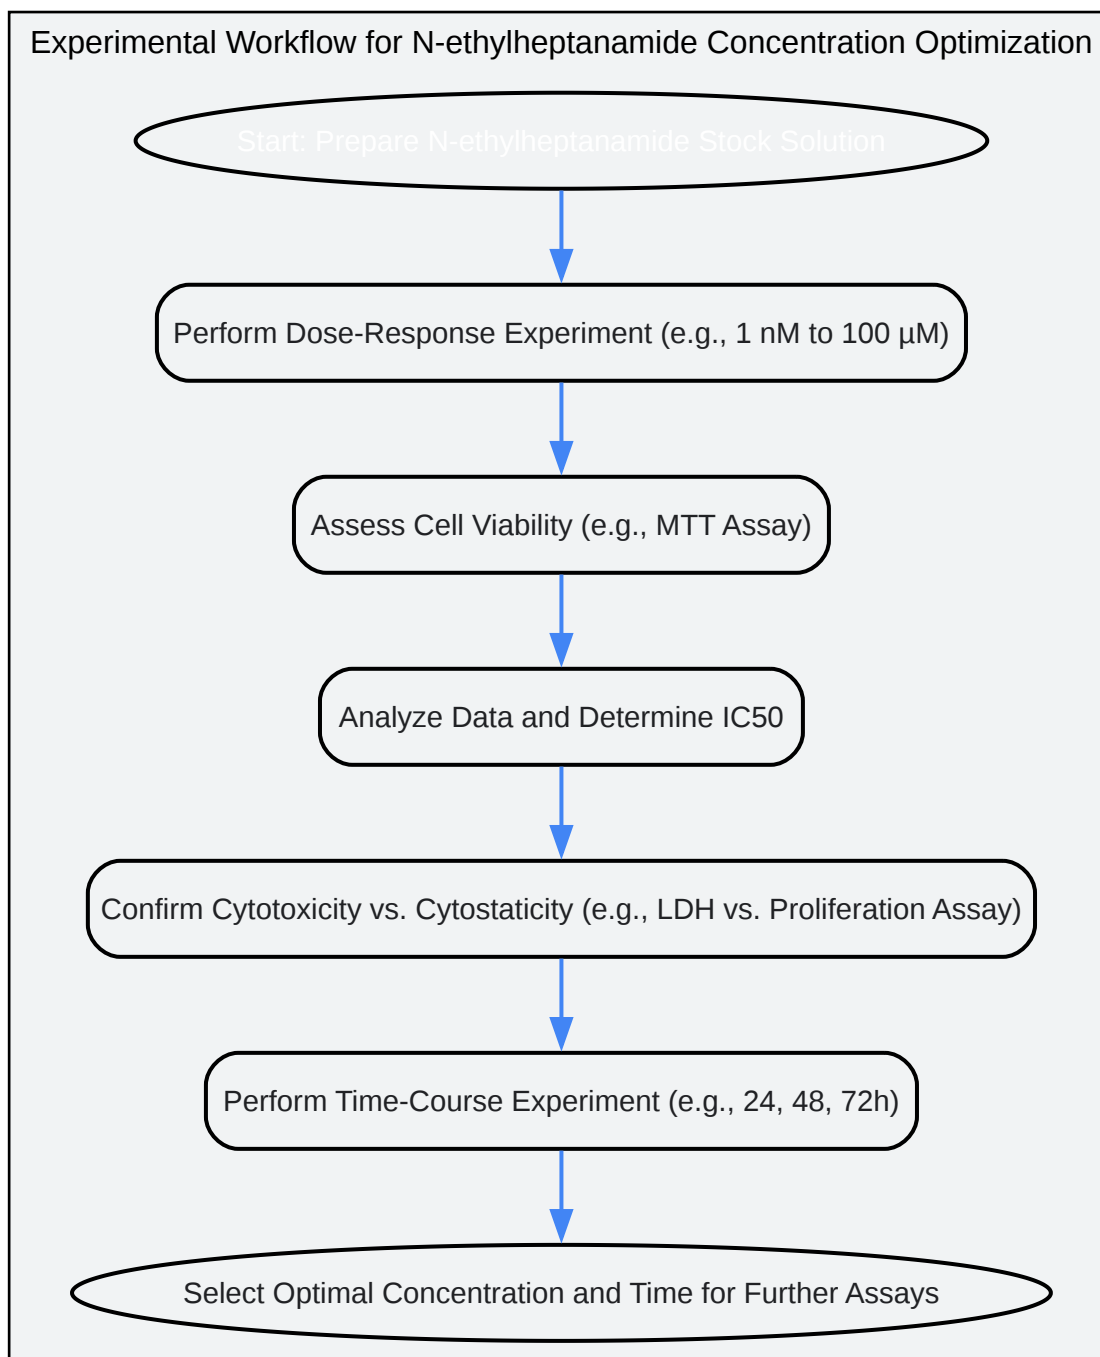 Experimental Workflow for N-ethylheptanamide Concentration Optimization
Start: Prepare N-ethylheptanamide Stock Solution
Perform Dose-Response Experiment (e.g., 1 nM to 100 µM)
Assess Cell Viability (e.g., MTT Assay)
Analyze Data and Determine IC50
Confirm Cytotoxicity vs. Cytostaticity (e.g., LDH vs. Proliferation Assay)
Perform Time-Course Experiment (e.g., 24, 48, 72h)
Select Optimal Concentration and Time for Further Assays